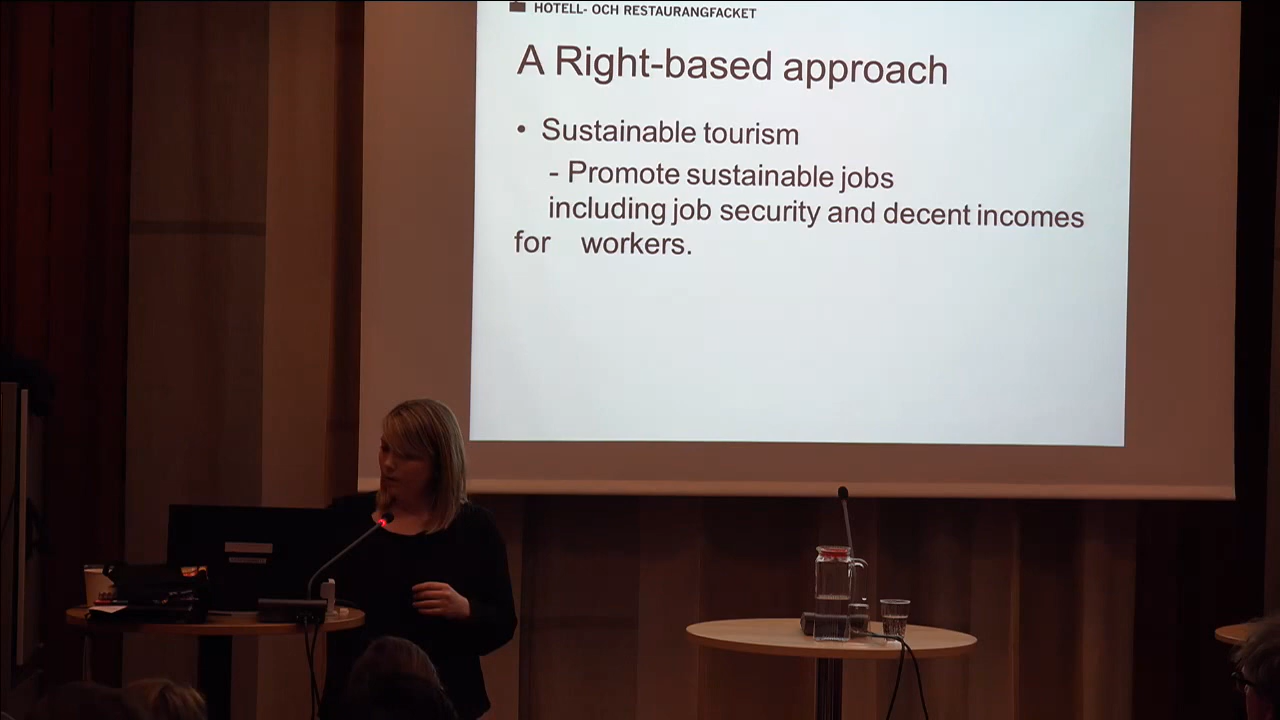 HOTELL- OCH RESTAURANGFACKET
A Right-based approach
• Sustainable tourism
- Promote sustainable jobs
including job security and decent incomes
for workers.